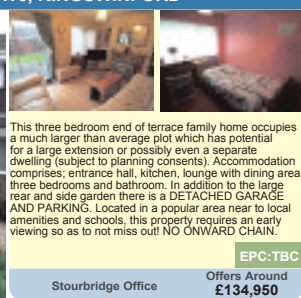 KINGSWINFORD
This three bedroom end of terrace family home occupies
a much larger than average plot which has potential
for a large extension or possibly even a separate
dwelling (subject to planning consents). Accommodation
comprises; entrance hall, kitchen, lounge with dining area
three bedrooms and bathroom. In addition to the large
rear and side garden there is a DETACHED GARAGE
AND PARKING. Located in a popular area near to local
amenities and schools, this property requires an early
viewing so as to not miss out! NO ONWARD CHAIN.
EPC:TBC
Stourbridge Office
Offers Around
£134,950